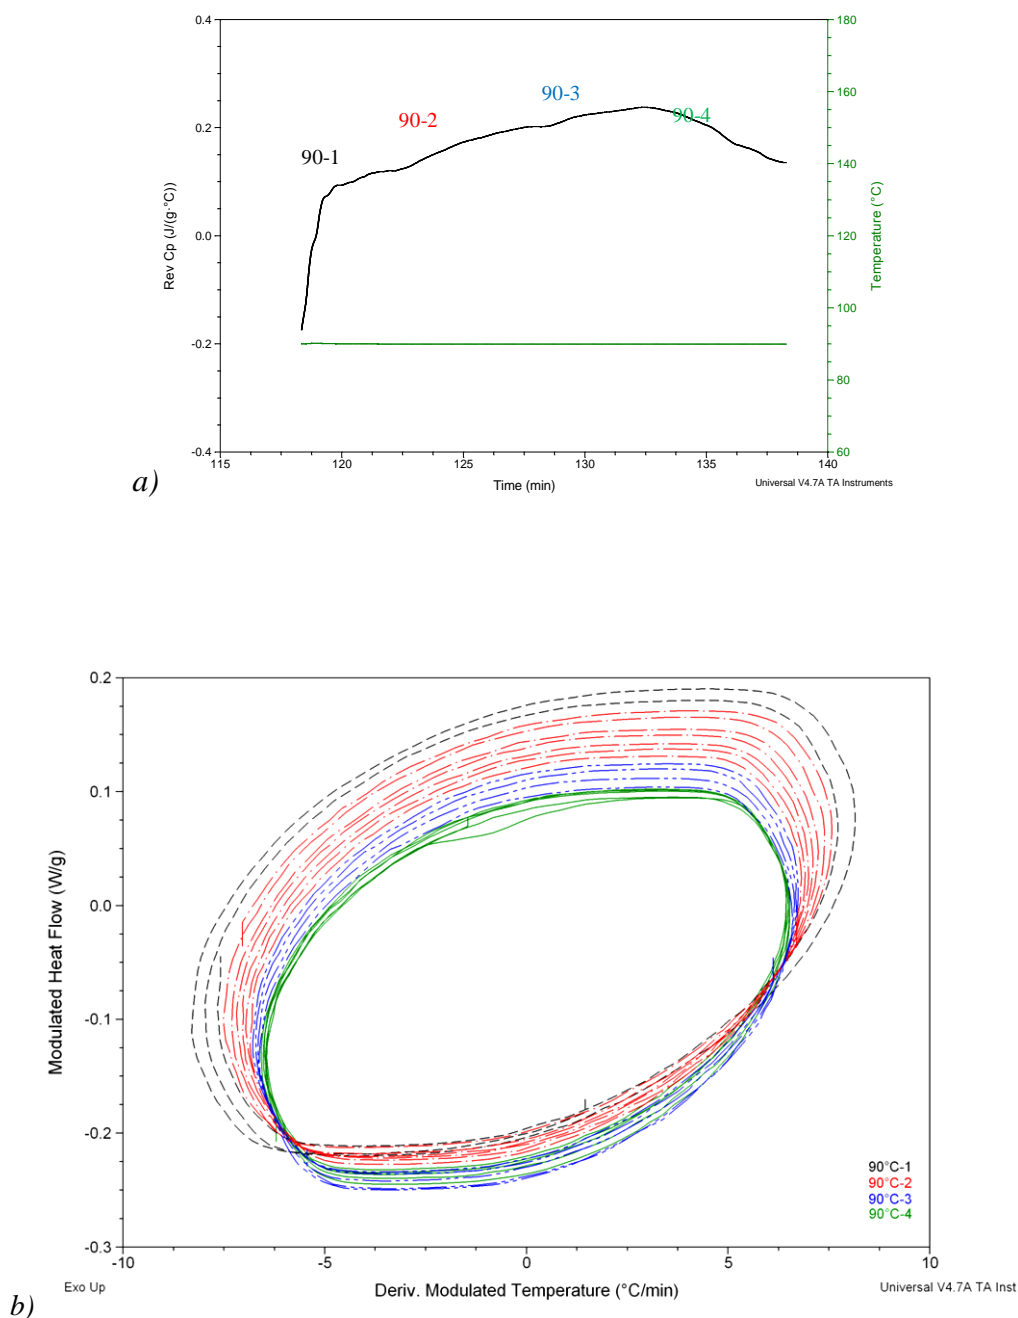 0.4
0.2
0.0
-0.2
-0.4
Rev Cp (J/(g·°C))
180
160
140
120
100
80
60
Temperature (°C)
90-1
90-2
90-3
90-4
115
120
125
130
135
140
Time (min)
Universal V4.7A TA Instruments
a)
0.2
0.1
0.0
-0.1
-0.2
-0.3
Modulated Heat Flow (W/g)
90°C-1
90°C-2
90°C-3
90°C-4
-10
-5
0
5
10
Exo Up
Deriv. Modulated Temperature (°C/min)
Universal V4.7A TA Inst
b)